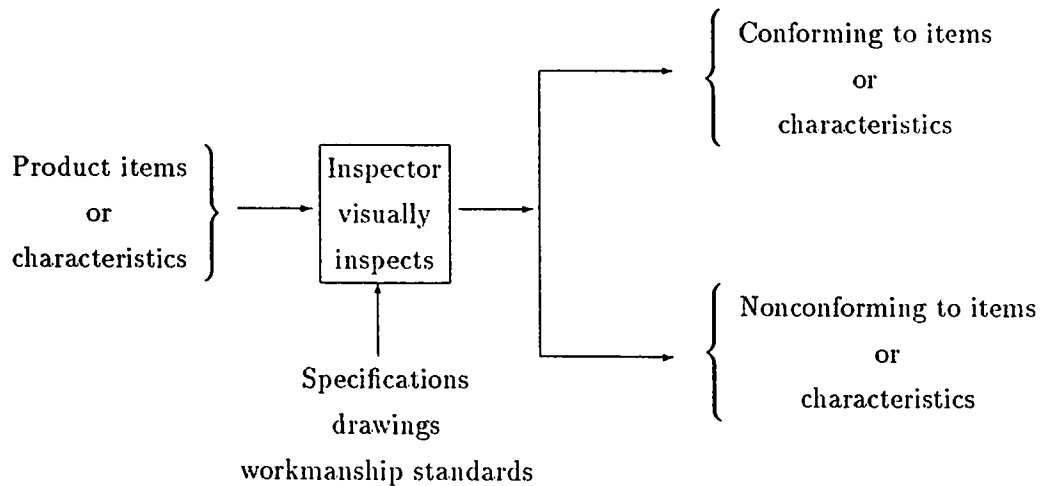 Product items
or
characteristics
Inspector
visually
inspects
Specifications
drawings
workmanship standards
Conforming to items
or
characteristics
Nonconforming to items
or
characteristics